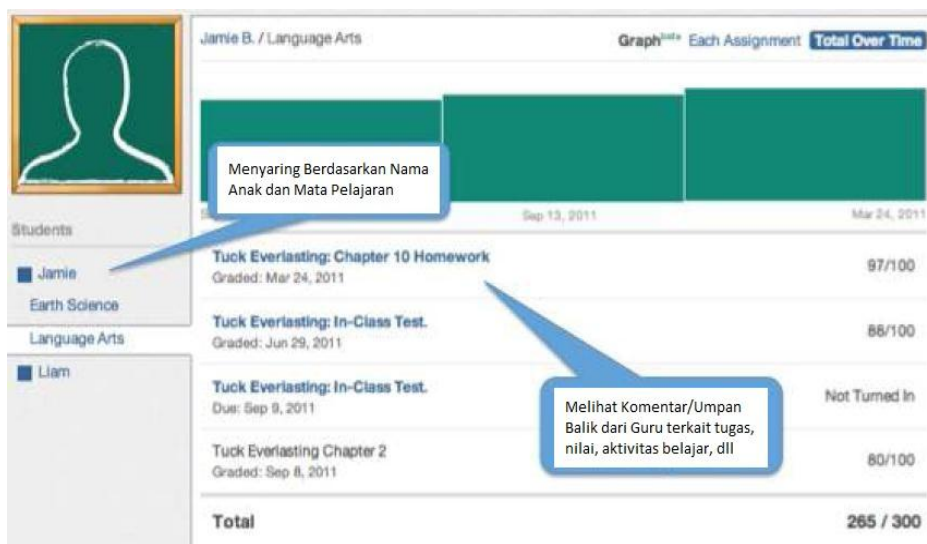 Jamie B. / Language Arts
Graph beta Each Assignment Total Over Time
Menyaring Berdasarkan Nama
Anak dan Mata Pelajaran
Sep 13, 2011
Mar 24, 2011
Students
Jamie
Earth Science
Language Arts
Liam
Tuck Everlasting: Chapter 10 Homework
Graded: Mar 24, 2011
97/100
Tuck Everlasting: In-Class Test.
Graded: Jun 29, 2011
88/100
Tuck Everlasting: In-Class Test.
Due: Sep 9, 2011
Not Turned In
Melihat Komentar/Umpan
Balik dari Guru terkait tugas,
nilai, aktivitas belajar, dll
Tuck Everlasting Chapter 2
Graded: Sep 8, 2011
80/100
Total
265 / 300